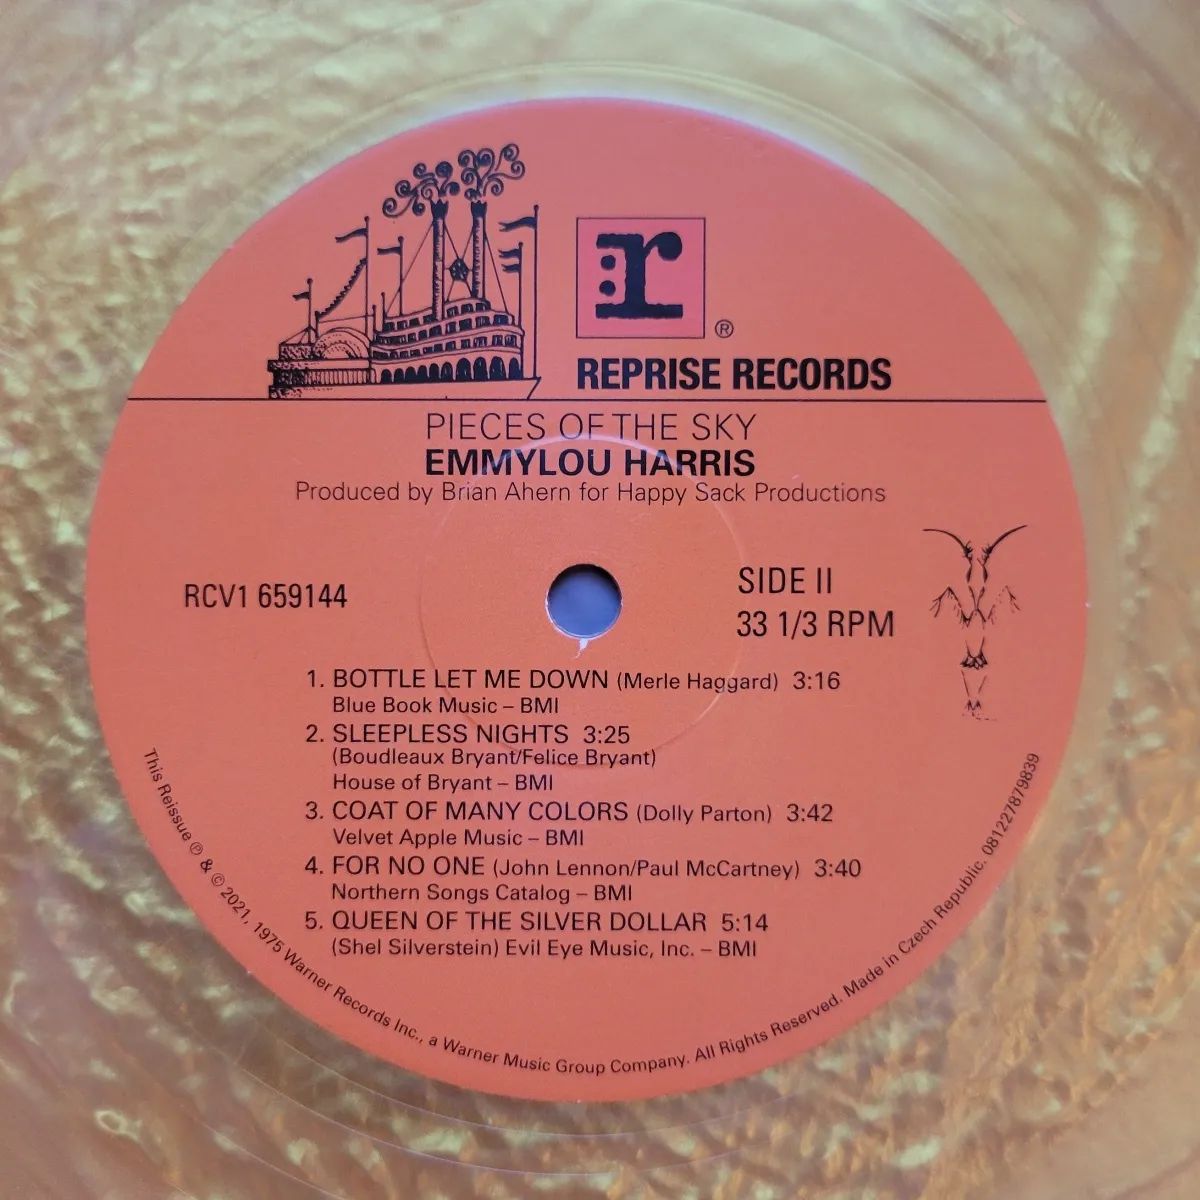 r
®
REPRISE RECORDS
PIECES OF THE SKY
EMMYLOU HARRIS
Produced by Brian Ahern for Happy Sack Productions
RCV1 659144
SIDE II
33 1/3 RPM
1. BOTTLE LET ME DOWN (Merle Haggard) 3:16
Blue Book Music – BMI
2. SLEEPLESS NIGHTS 3:25
(Boudleaux Bryant/Felice Bryant)
House of Bryant – BMI
3. COAT OF MANY COLORS (Dolly Parton) 3:42
Velvet Apple Music – BMI
4. FOR NO ONE (John Lennon/Paul McCartney) 3:40
Northern Songs Catalog – BMI
5. QUEEN OF THE SILVER DOLLAR 5:14
(Shel Silverstein) Evil Eye Music, Inc. – BMI
This Reissue ℗ & © 2021, 1975 Warner Records Inc., a Warner Music Group Company. All Rights Reserved. Made in Czech Republic. 081227879839